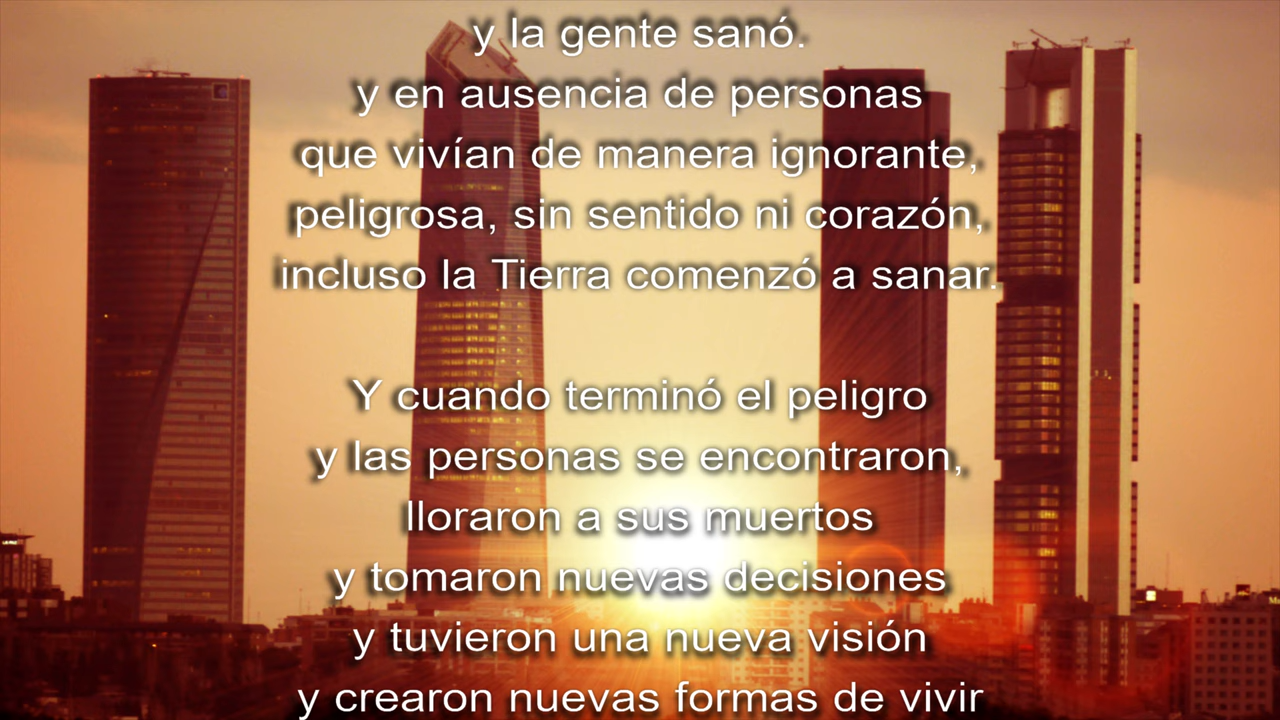 y la gente sanó.
y en ausencia de personas
que vivían de manera ignorante,
peligrosa, sin sentido ni corazón,
incluso la Tierra comenzó a sanar.
Y cuando terminó el peligro
y las personas se encontraron,
lloraron a sus muertos
y tomaron nuevas decisiones
y tuvieron una nueva visión
y crearon nuevas formas de vivir